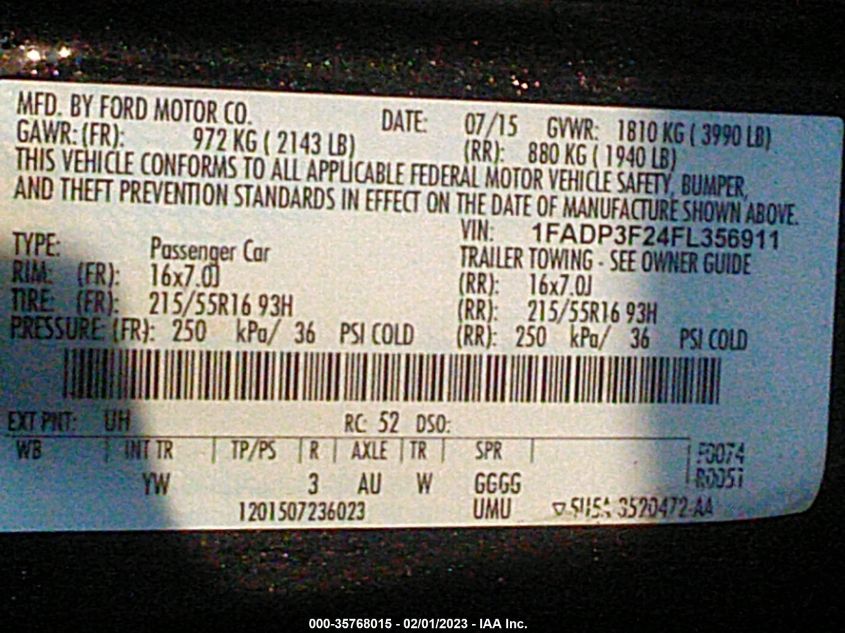 MFD. BY FORD MOTOR CO. DATE: 07/15 GVWR: 1810 KG ( 3990 LB)
GAWR: (FR): 972 KG ( 2143 LB) (RR): 880 KG ( 1940 LB)
THIS VEHICLE CONFORMS TO ALL APPLICABLE FEDERAL MOTOR VEHICLE SAFETY, BUMPER,
AND THEFT PREVENTION STANDARDS IN EFFECT ON THE DATE OF MANUFACTURE SHOWN ABOVE.
VIN: 1FADP3F24FL356911
TYPE: Passenger Car TRAILER TOWING - SEE OWNER GUIDE
RIM: (FR): 16x7.0J (RR): 16x7.0J
TIRE: (FR): 215/55R16 93H (RR): 215/55R16 93H
PRESSURE: (FR): 250 kPa/ 36 PSI COLD (RR): 250 kPa/ 36 PSI COLD
EXT PNT: UH RC: 52 DSO:
WB | INT TR | TP/PS | R | AXLE | TR | SPR F0074
YW 3 AU W GGGG R0051
1201507236023 UMU 3520472-AA
000-35768015 - 02/01/2023 - IAA Inc.